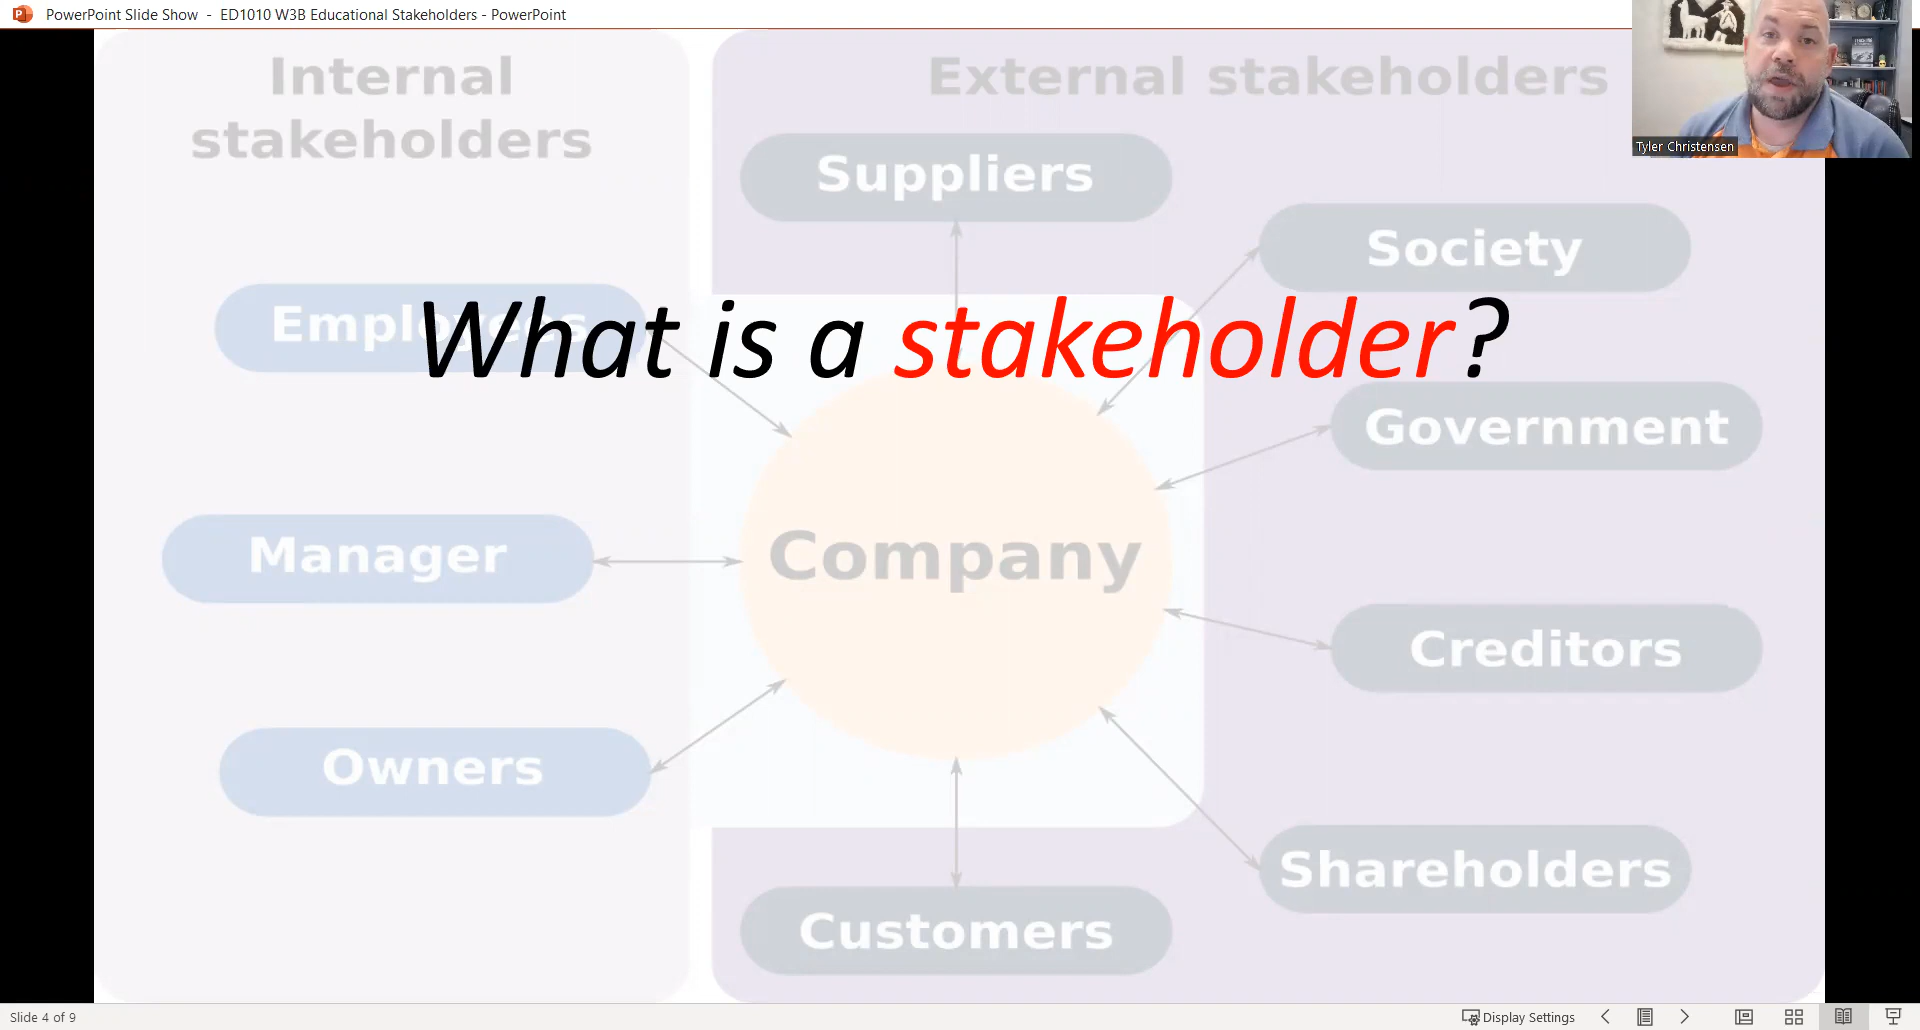 PowerPoint Slide Show - ED1010 W3B Educational Stakeholders - PowerPoint
Tyler Christensen
Internal
stakeholders
External stakeholders
Suppliers
Society
Employees
What is a stakeholder?
Government
Manager
Company
Creditors
Owners
Shareholders
Customers
Slide 4 of 9
Display Settings